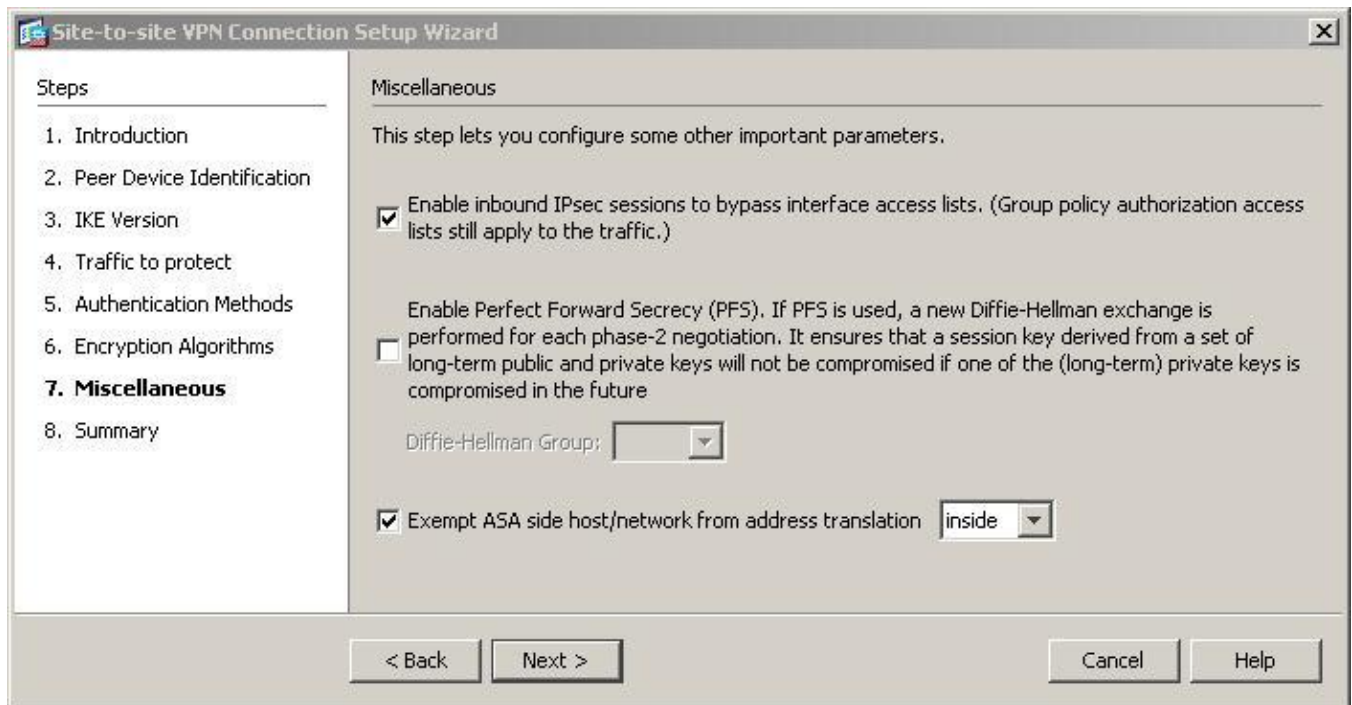 Site-to-site VPN Connection Setup Wizard
Steps
1. Introduction
2. Peer Device Identification
3. IKE Version
4. Traffic to protect
5. Authentication Methods
6. Encryption Algorithms
7. Miscellaneous
8. Summary
Miscellaneous
This step lets you configure some other important parameters.
Enable inbound IPsec sessions to bypass interface access lists. (Group policy authorization access
lists still apply to the traffic.)
Enable Perfect Forward Secrecy (PFS). If PFS is used, a new Diffie-Hellman exchange is
performed for each phase-2 negotiation. It ensures that a session key derived from a set of
long-term public and private keys will not be compromised if one of the (long-term) private keys is
compromised in the future
Diffie-Hellman Group:
Exempt ASA side host/network from address translation inside
< Back Next > Cancel Help